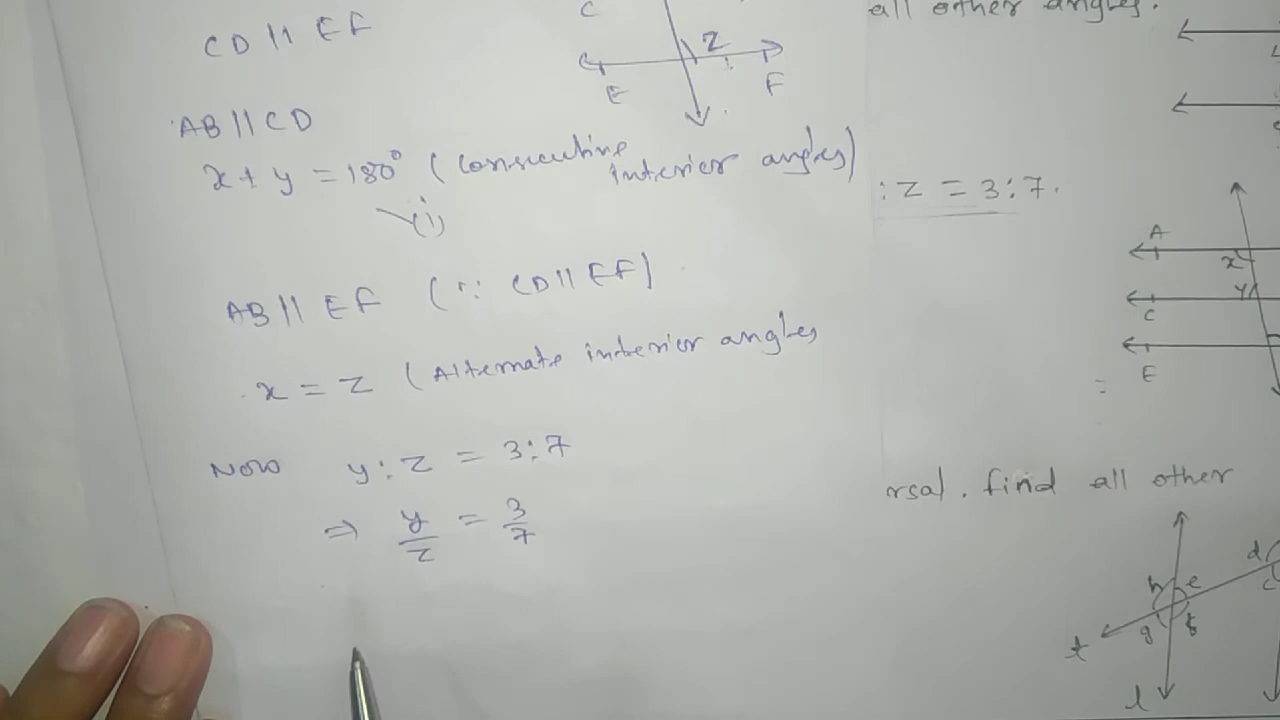 CD || EF
C
Z
E
F
AB || CD
x + y = 180° (Consecutive interior angles)
(i)
AB || EF (∵ CD || EF)
x = z (Alternate interior angles
Now y : z = 3 : 7
⇒ y/z = 3/7
all other angles.
: z = 3 : 7.
A
x
y
C
E
=
rsal. find all other
d
h
e
c
g
f
t
l